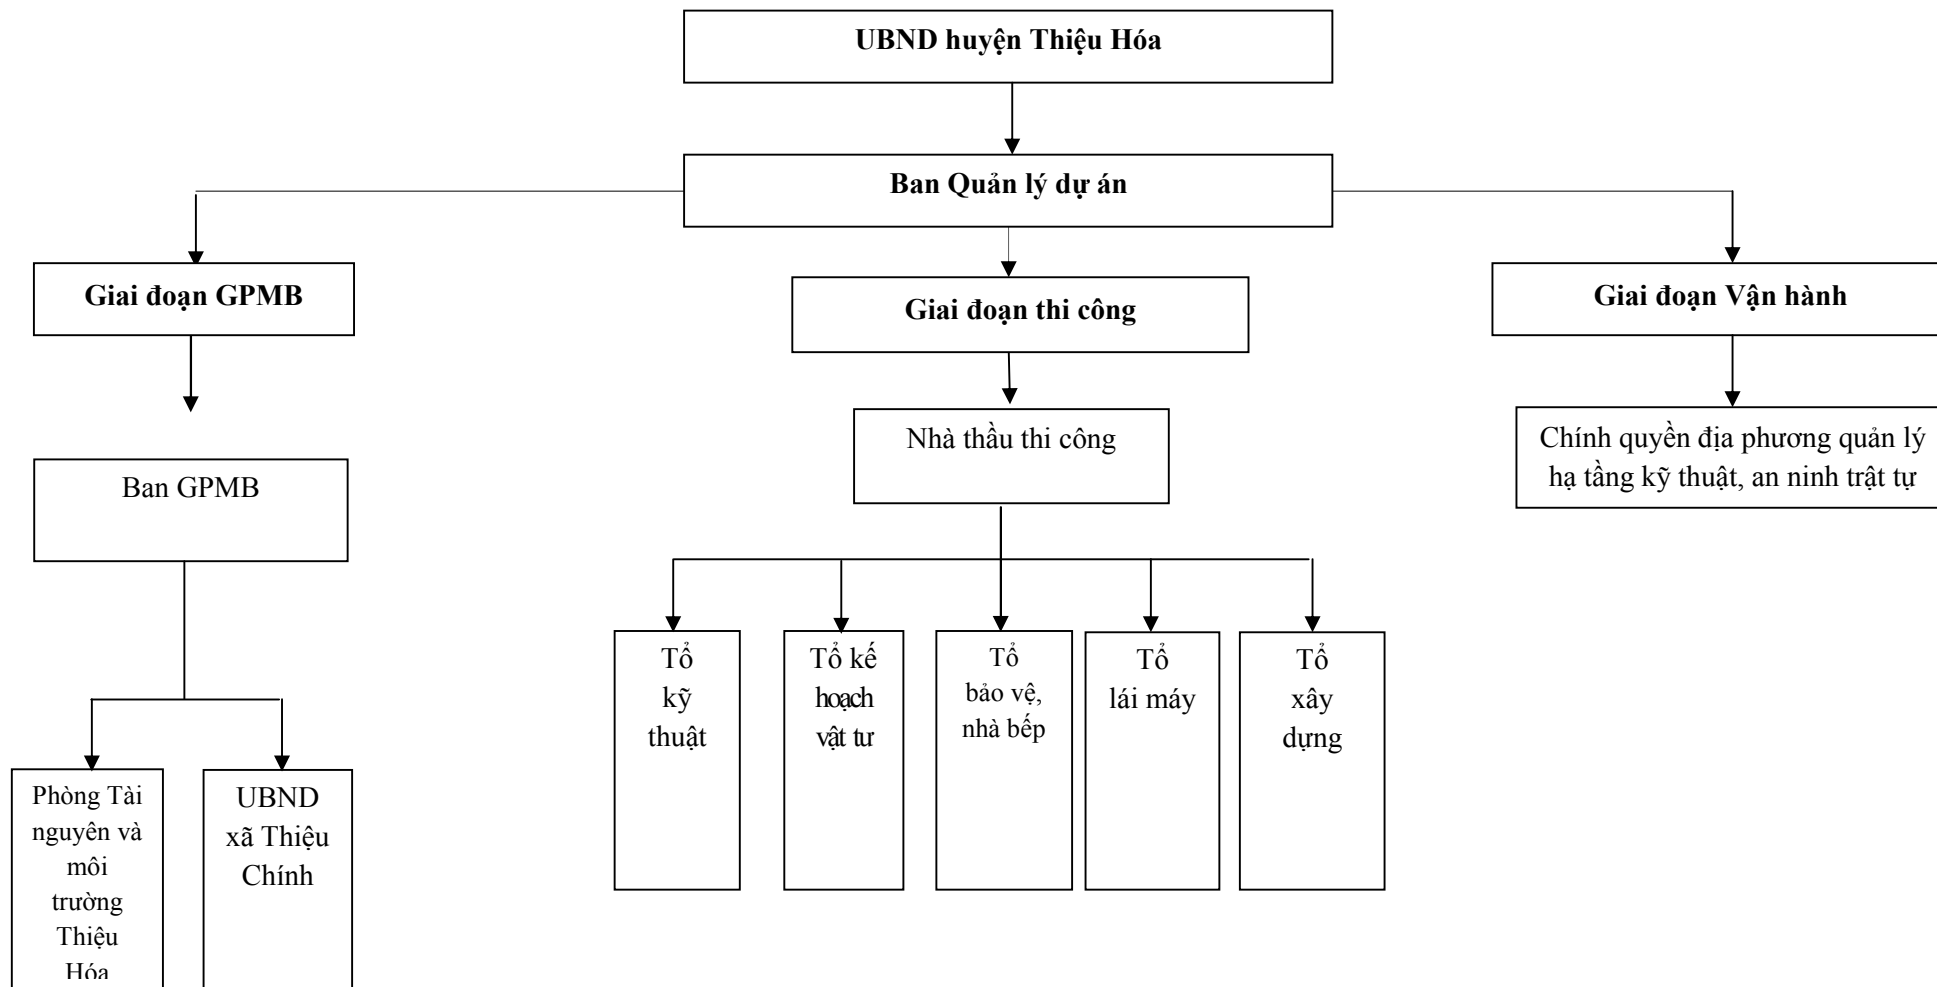 UBND huyện Thiệu Hóa
Ban Quản lý dự án
Giai đoạn GPMB
Giai đoạn thi công
Giai đoạn Vận hành
Ban GPMB
Nhà thầu thi công
Chính quyền địa phương quản lý
hạ tầng kỹ thuật, an ninh trật tự
Tổ
kỹ
thuật
Tổ kế
hoạch
vật tư
Tổ
bảo vệ,
nhà bếp
Tổ
lái máy
Tổ
xây
dựng
Phòng Tài
nguyên và
môi
trường
Thiệu
Hóa
UBND
xã Thiệu
Chính